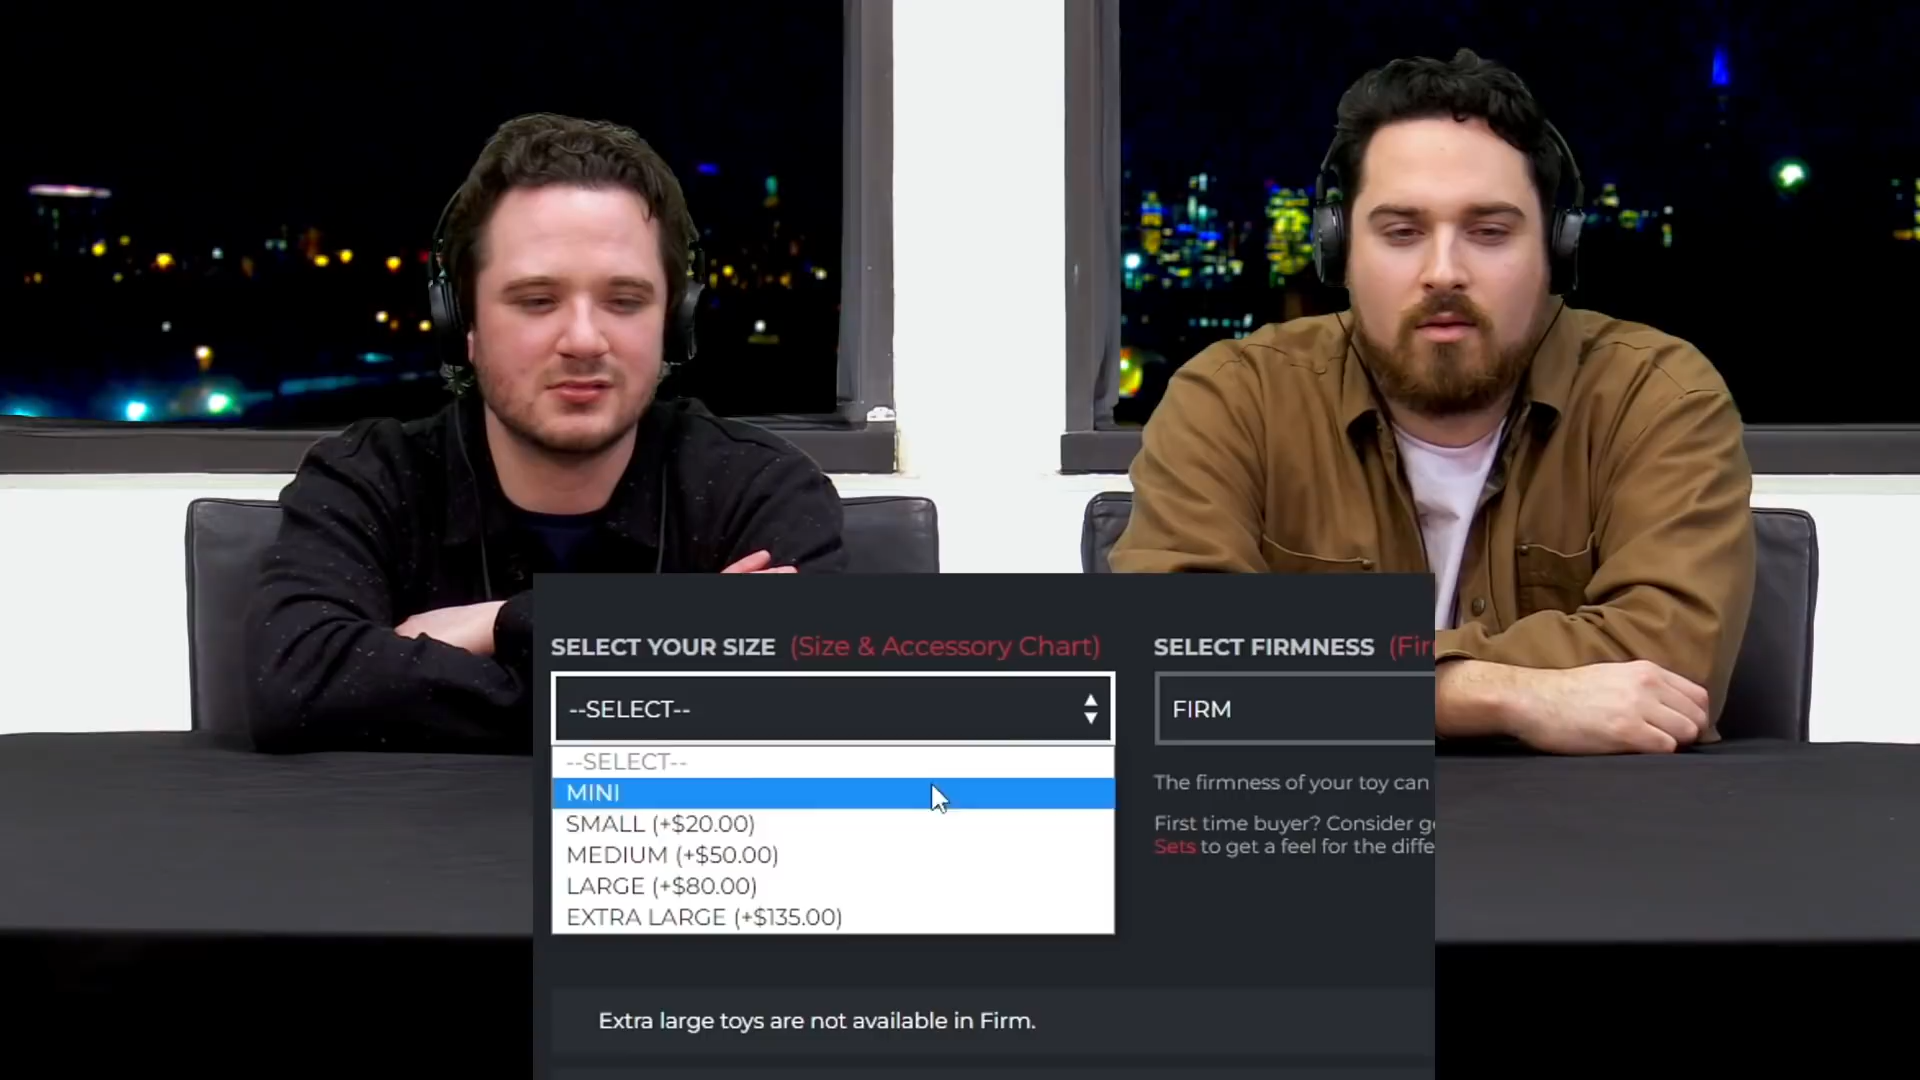 SELECT YOUR SIZE (Size & Accessory Chart)
--SELECT--
--SELECT--
MINI
SMALL (+$20.00)
MEDIUM (+$50.00)
LARGE (+$80.00)
EXTRA LARGE (+$135.00)
SELECT FIRMNESS
FIRM
The firmness of your toy can
First time buyer? Consider
Sets to get a feel for the
Extra large toys are not available in Firm.